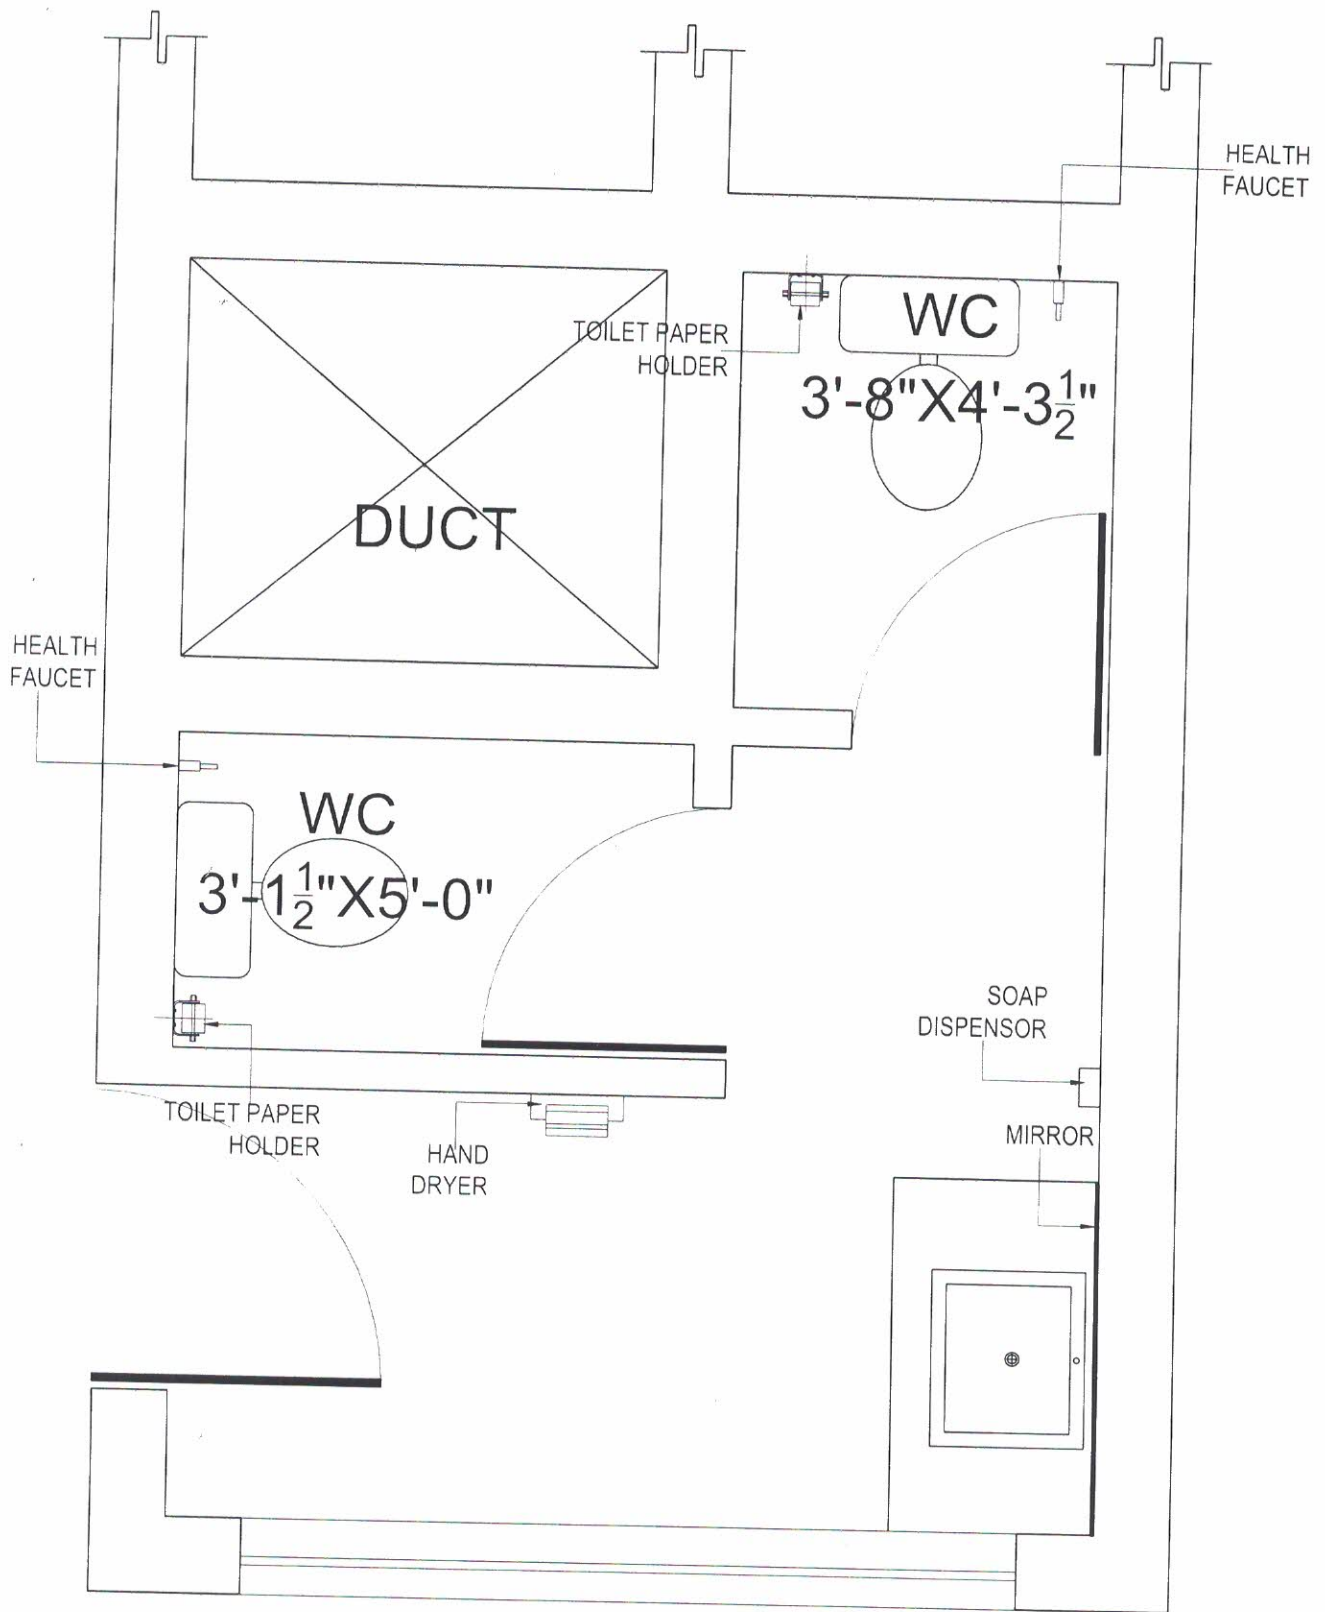 HEALTH
FAUCET
WC
TOILET PAPER
HOLDER
3'-8"X4'-3½"
DUCT
HEALTH
FAUCET
WC
3'-1½"X5'-0"
SOAP
DISPENSOR
TOILET PAPER
HOLDER
MIRROR
HAND
DRYER